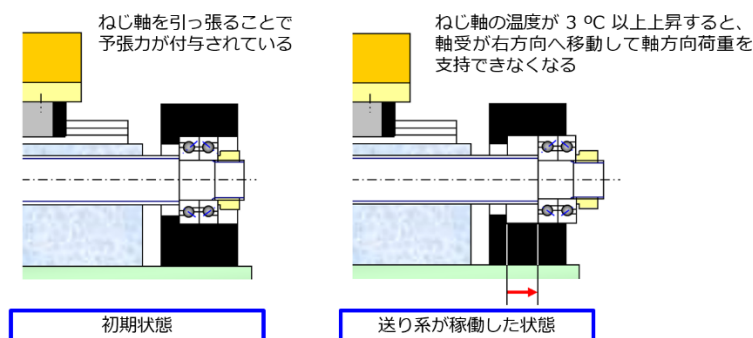 ねじ軸を引っ張ることで
予張力が付与されている
ねじ軸の温度が 3 ºC 以上上昇すると、
軸受が右方向へ移動して軸方向荷重を
支持できなくなる
初期状態
送り系が稼働した状態